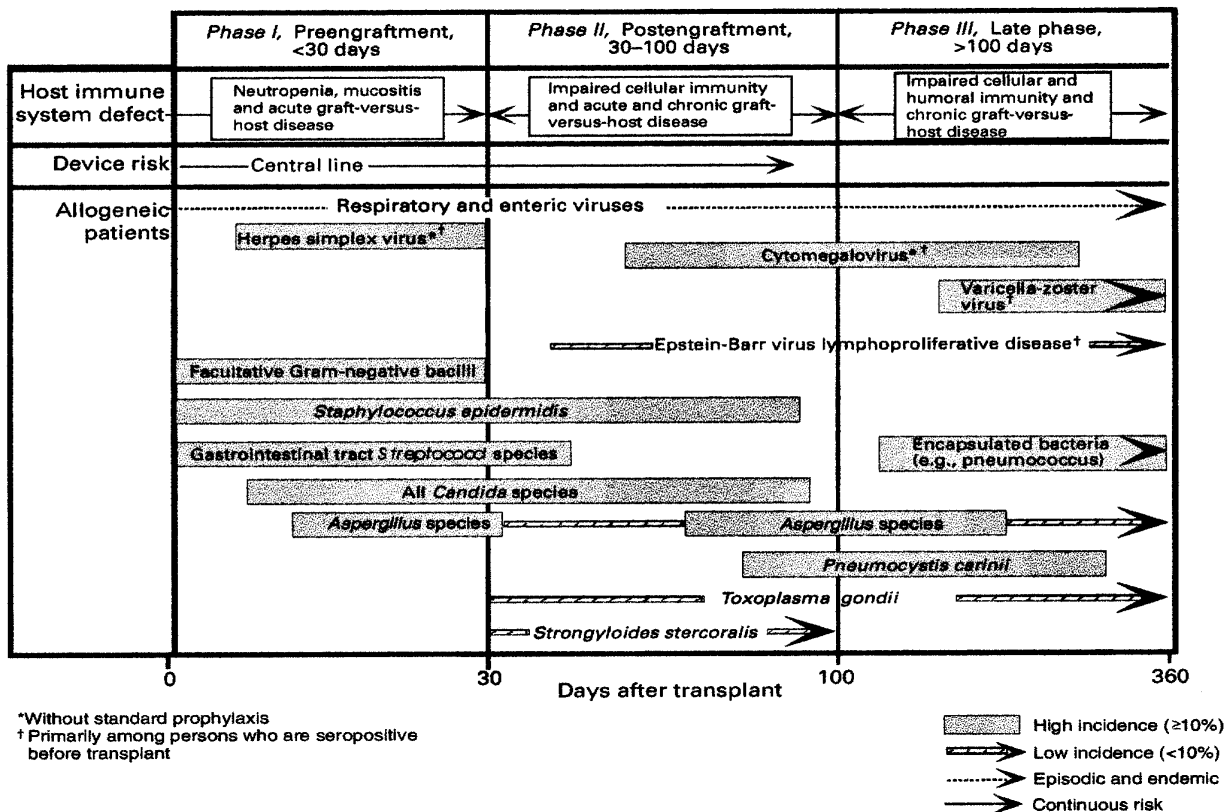 Phase I, Preengraftment,
<30 days
Phase II, Postengraftment,
30–100 days
Phase III, Late phase,
>100 days
Host immune
system defect
Neutropenia, mucositis
and acute graft-versus-
host disease
Impaired cellular immunity
and acute and chronic graft-
versus-host disease
Impaired cellular and
humoral immunity and
chronic graft-versus-
host disease
Device risk
Central line
Allogeneic
patients
Respiratory and enteric viruses
Herpes simplex virus*†
Cytomegalovirus*†
Varicella-zoster
virus†
Epstein-Barr virus lymphoproliferative disease†
Facultative Gram-negative bacilli
Staphylococcus epidermidis
Gastrointestinal tract Streptococci species
Encapsulated bacteria
(e.g., pneumococcus)
All Candida species
Aspergillus species
Aspergillus species
Pneumocystis carinii
Toxoplasma gondii
Strongyloides stercoralis
0
30
100
360
Days after transplant
*Without standard prophylaxis
† Primarily among persons who are seropositive
before transplant
High incidence (≥10%)
Low incidence (<10%)
Episodic and endemic
Continuous risk